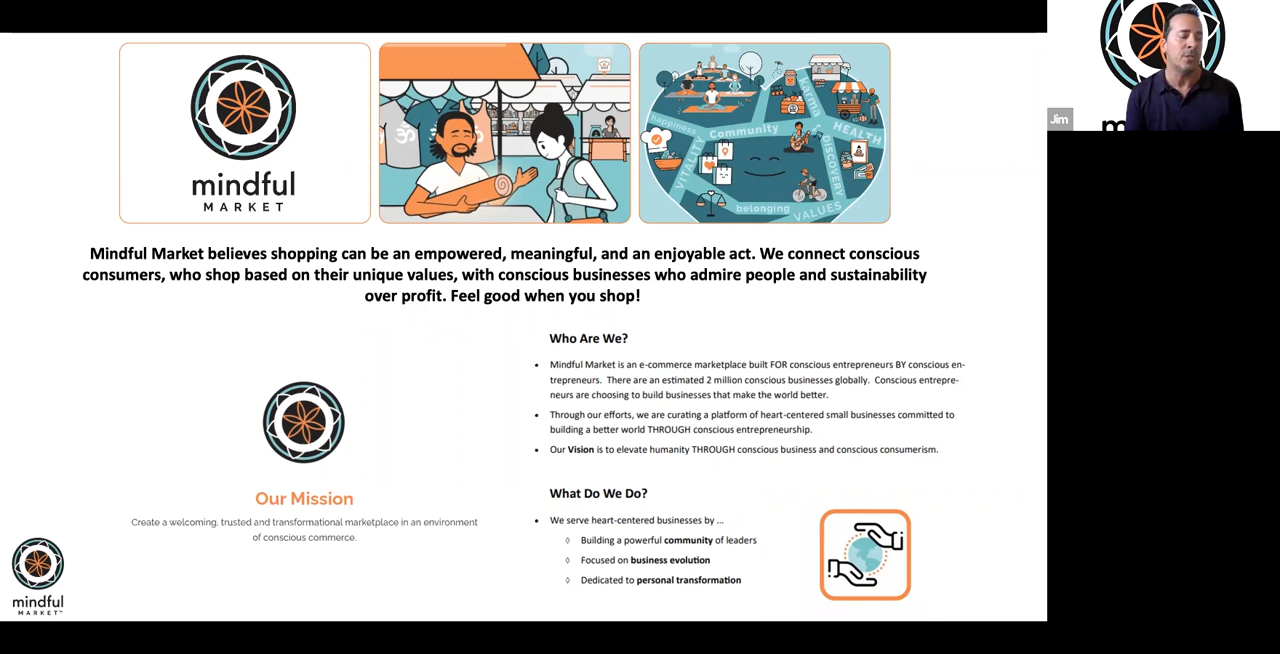 mindful
MARKET
happiness
Community
karma
HEALTH
VITALITY
DISCOVERY
belonging
VALUES
Jim
Mindful Market believes shopping can be an empowered, meaningful, and an enjoyable act. We connect conscious
consumers, who shop based on their unique values, with conscious businesses who admire people and sustainability
over profit. Feel good when you shop!
Our Mission
Create a welcoming, trusted and transformational marketplace in an environment
of conscious commerce.
Who Are We?
• Mindful Market is an e-commerce marketplace built FOR conscious entrepreneurs BY conscious en-
trepreneurs. There are an estimated 2 million conscious businesses globally. Conscious entrepre-
neurs are choosing to build businesses that make the world better.
• Through our efforts, we are curating a platform of heart-centered small businesses committed to
building a better world THROUGH conscious entrepreneurship.
• Our Vision is to elevate humanity THROUGH conscious business and conscious consumerism.
What Do We Do?
• We serve heart-centered businesses by ...
◊ Building a powerful community of leaders
◊ Focused on business evolution
◊ Dedicated to personal transformation
mindful
MARKET™